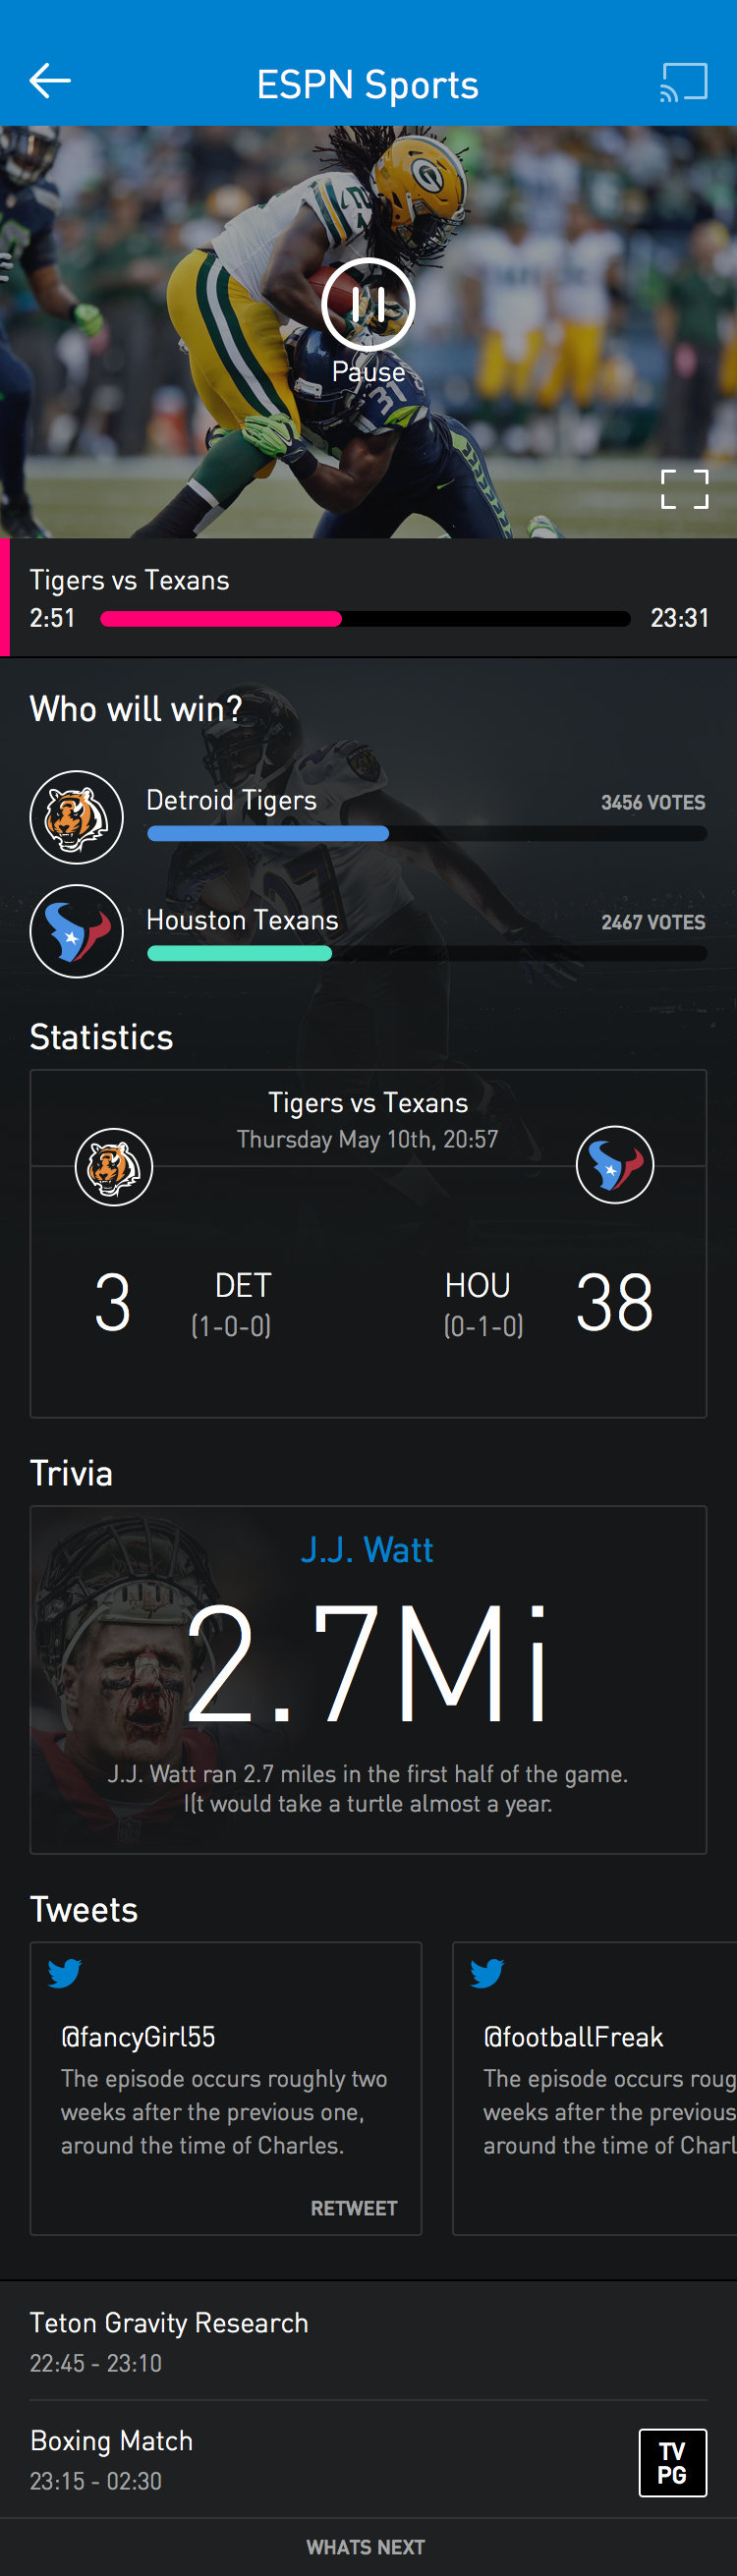 ESPN Sports
31
Pause
Tigers vs Texans
2:51
23:31
Who will win?
Detroid Tigers
3456 VOTES
Houston Texans
2467 VOTES
Statistics
Tigers vs Texans
Thursday May 10th, 20:57
3
DET
(1-0-0)
HOU
(0-1-0)
38
Trivia
J.J. Watt
2.7Mi
J.J. Watt ran 2.7 miles in the first half of the game.
I(t would take a turtle almost a year.
Tweets
@fancyGirl55
The episode occurs roughly two
weeks after the previous one,
around the time of Charles.
RETWEET
@footballFreak
The episode occurs roug
weeks after the previous
around the time of Charl
Teton Gravity Research
22:45 - 23:10
Boxing Match
23:15 - 02:30
TV
PG
WHATS NEXT